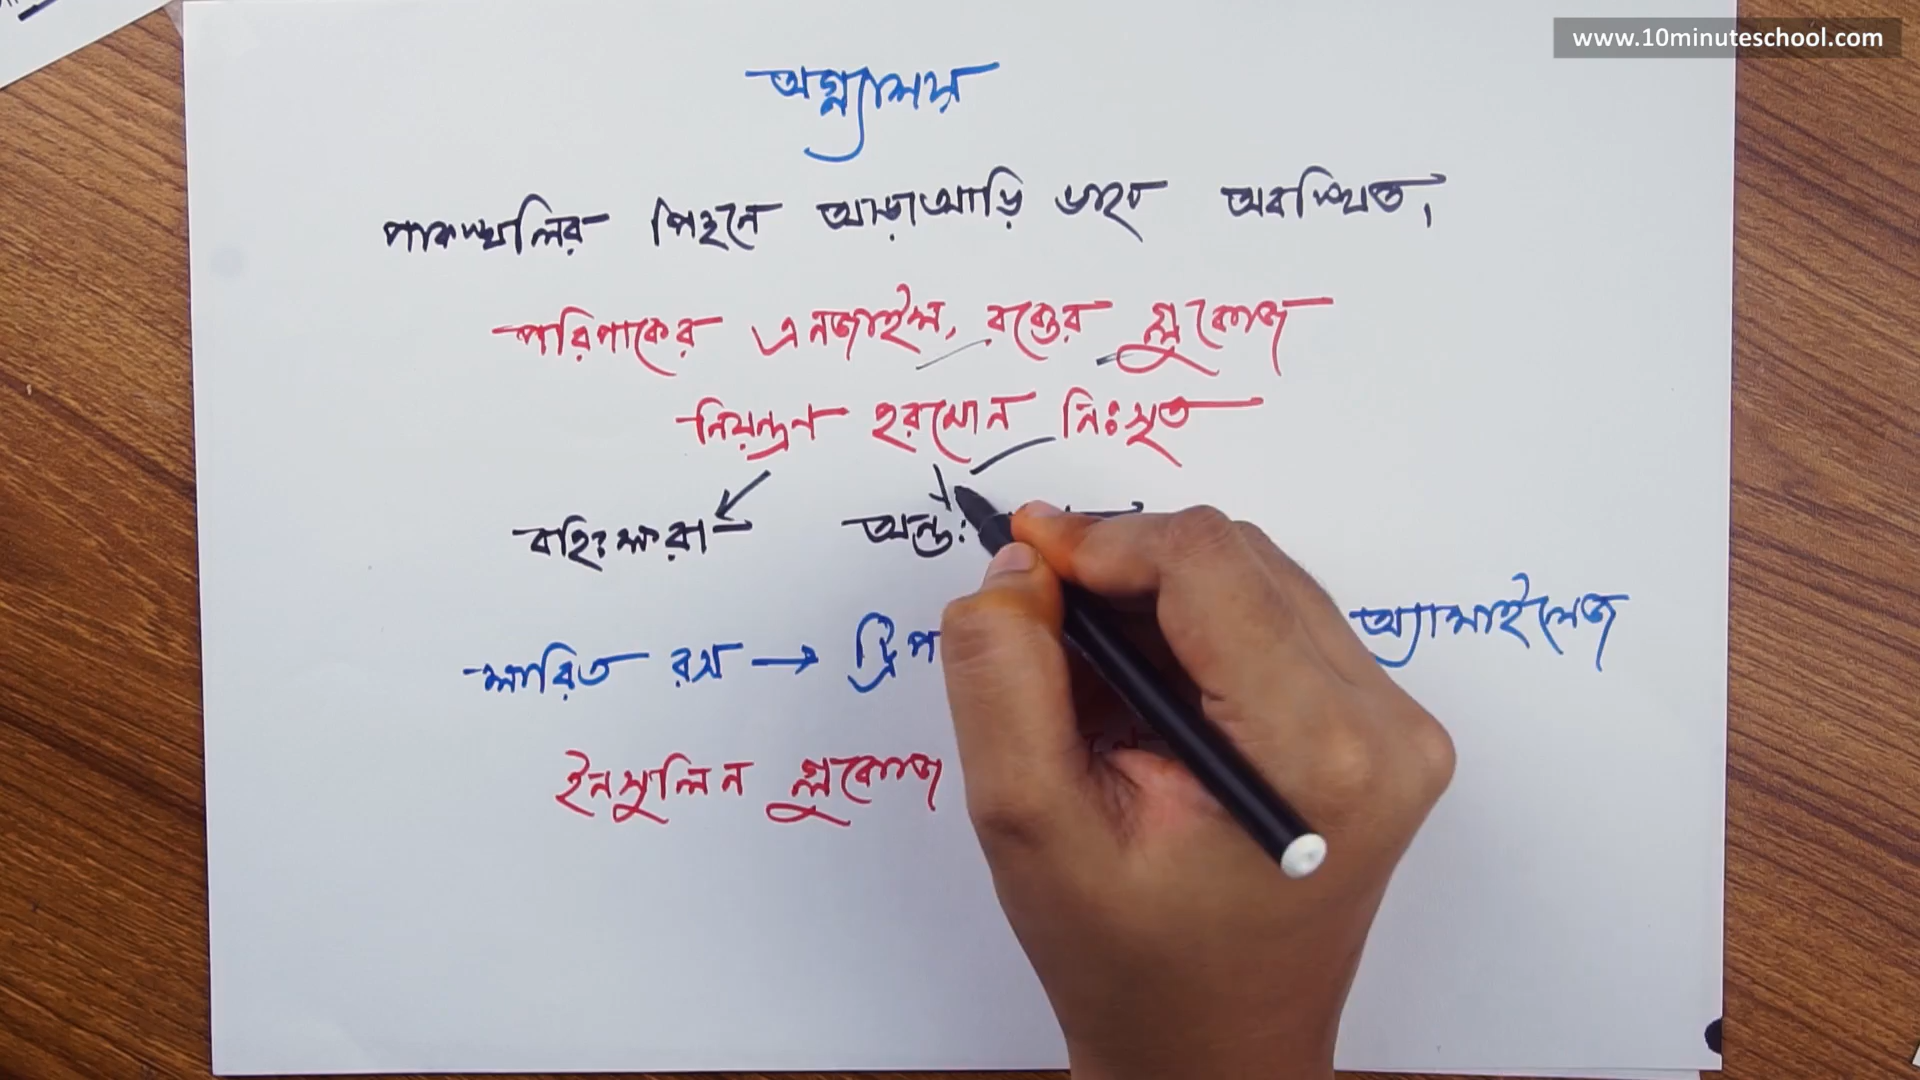 www.10minuteschool.com
অগ্ন্যাশয়
পাকস্থলির পিছনে আড়াআড়ি ভাবে অবস্থিত।
পরিপাকের এনজাইম, রক্তের গ্লুকোজ
নিয়ন্ত্রণ হরমোন নিঃসৃত
বহিঃক্ষরা অন্তঃ
ক্ষারিত রস → ট্রিপ অ্যামাইলেজ
ইনসুলিন গ্লুকোজ